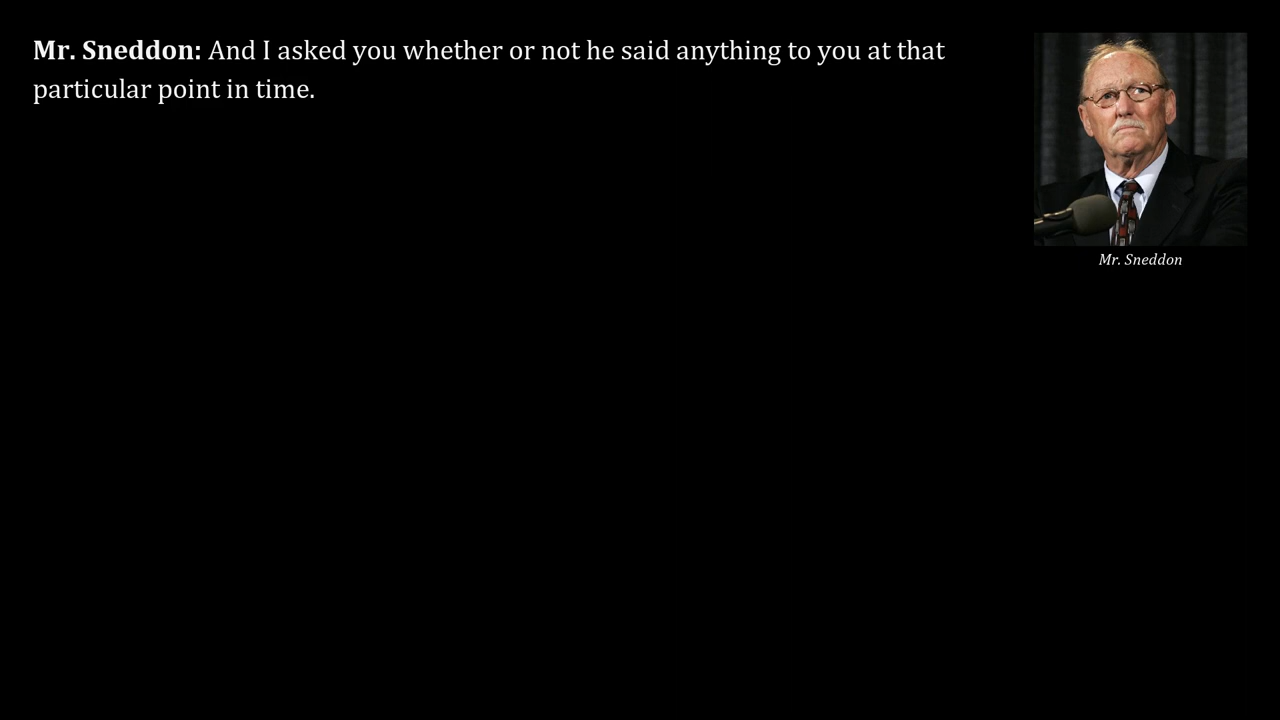 Mr. Sneddon: And I asked you whether or not he said anything to you at that
particular point in time.
Mr. Sneddon